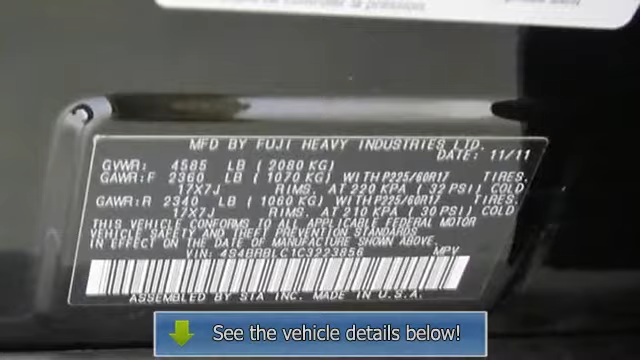 MFD BY FUJI HEAVY INDUSTRIES LTD.
DATE: 11/11
GVWR: 4585 LB (2080 KG)
GAWR:F 2360 LB (1070 KG) WITH P225/60R17 TIRES.
17X7J RIMS. AT 220 KPA (32 PSI) COLD
GAWR:R 2340 LB (1060 KG) WITH P225/60R17 TIRES.
17X7J RIMS. AT 210 KPA (30 PSI) COLD
THIS VEHICLE CONFORMS TO ALL APPLICABLE FEDERAL MOTOR
VEHICLE SAFETY AND THEFT PREVENTION STANDARDS
IN EFFECT ON THE DATE OF MANUFACTURE SHOWN ABOVE.
VIN: 4S4BRBLC1C3223856 MPV
ASSEMBLED BY SIA INC. MADE IN U.S.A.
See the vehicle details below!